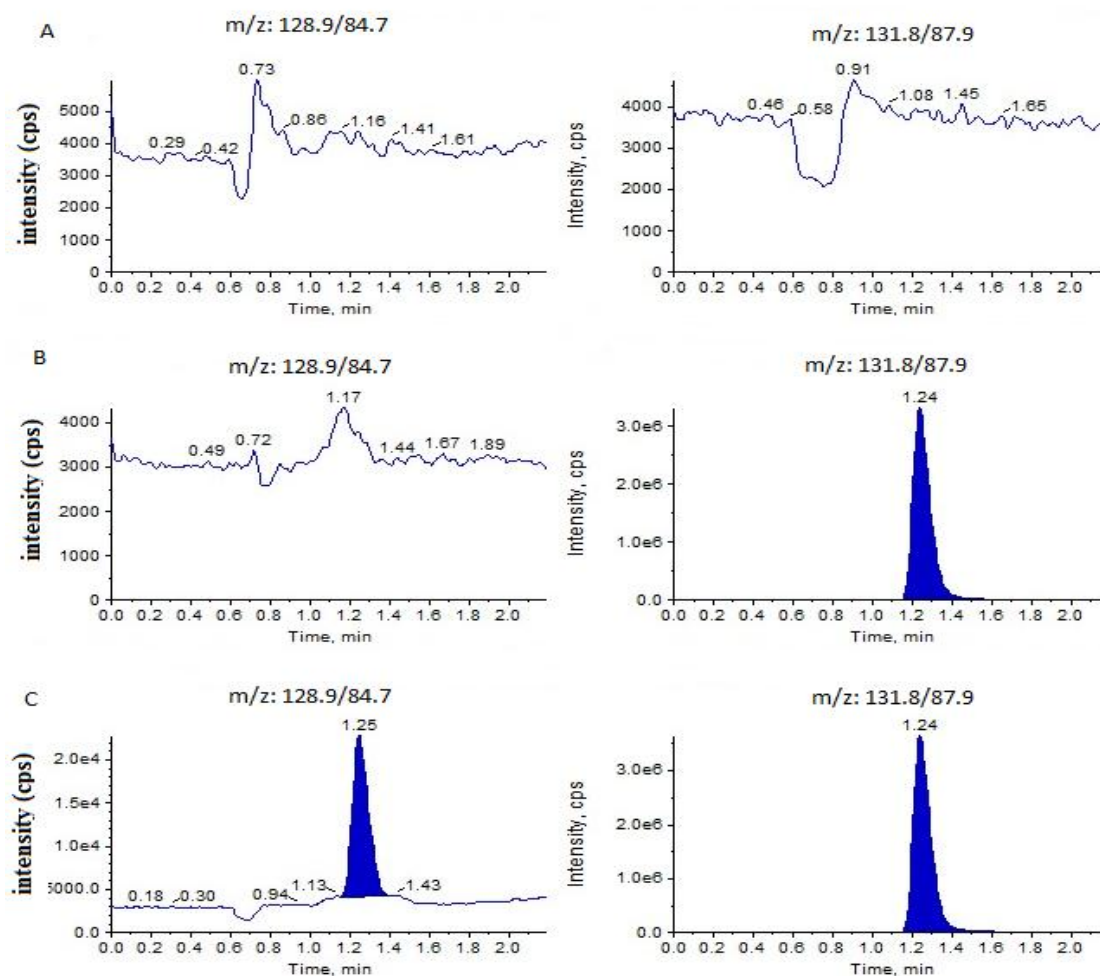 A
m/z: 128.9/84.7
intensity (cps)
5000
4000
3000
2000
1000
0
0.29
0.42
0.73
0.86
1.16
1.41
1.61
0.0 0.2 0.4 0.6 0.8 1.0 1.2 1.4 1.6 1.8 2.0
Time, min
m/z: 131.8/87.9
Intensity, cps
4000
3000
2000
1000
0
0.46
0.58
0.91
1.08
1.45
1.65
0.0 0.2 0.4 0.6 0.8 1.0 1.2 1.4 1.6 1.8 2.0
Time, min
B
m/z: 128.9/84.7
intensity (cps)
4000
3000
2000
1000
0
0.49
0.72
1.17
1.44
1.67
1.89
0.0 0.2 0.4 0.6 0.8 1.0 1.2 1.4 1.6 1.8 2.0
Time, min
m/z: 131.8/87.9
Intensity, cps
3.0e6
2.0e6
1.0e6
0.0
1.24
0.0 0.2 0.4 0.6 0.8 1.0 1.2 1.4 1.6 1.8 2.0
Time, min
C
m/z: 128.9/84.7
intensity (cps)
2.0e4
1.5e4
1.0e4
5000.0
0.0
0.18
0.30
0.94
1.13
1.25
1.43
0.0 0.2 0.4 0.6 0.8 1.0 1.2 1.4 1.6 1.8 2.0
Time, min
m/z: 131.8/87.9
Intensity, cps
3.0e6
2.0e6
1.0e6
0.0
1.24
0.0 0.2 0.4 0.6 0.8 1.0 1.2 1.4 1.6 1.8 2.0
Time, min